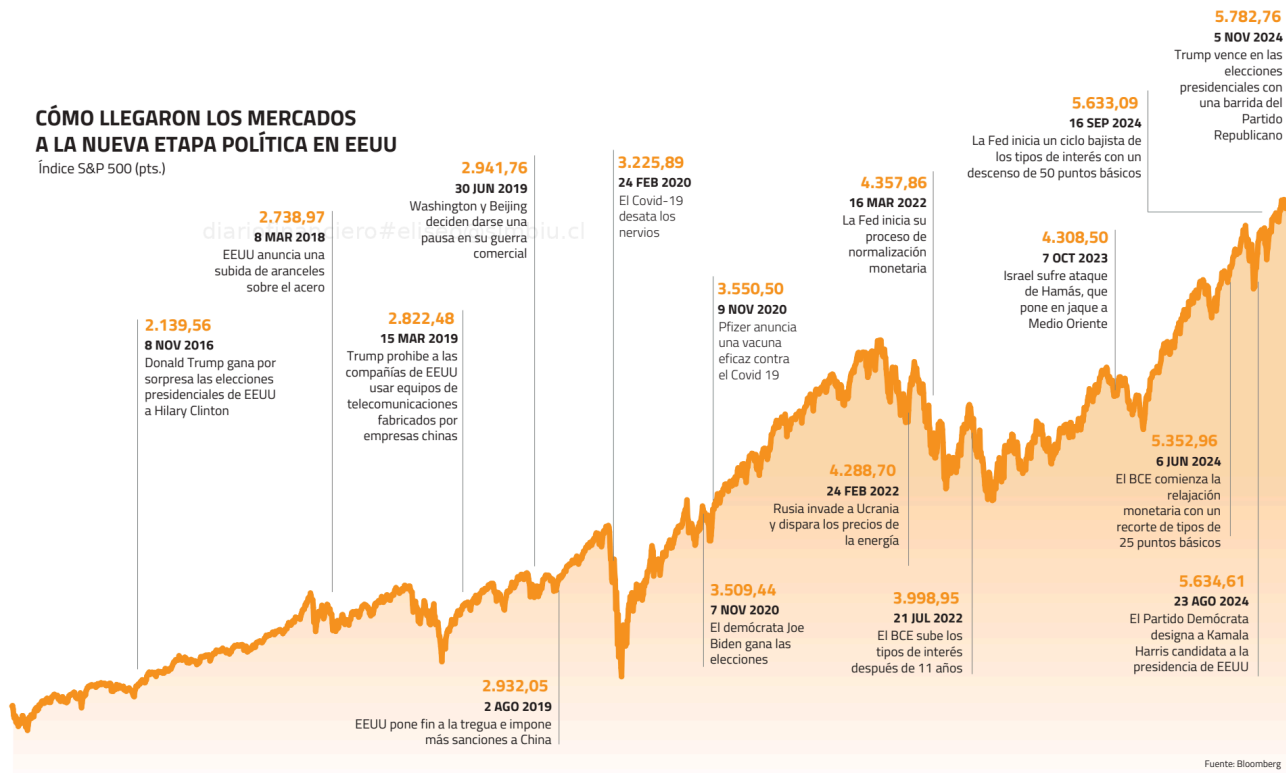 CÓMO LLEGARON LOS MERCADOS
A LA NUEVA ETAPA POLÍTICA EN EEUU
Índice S&P 500 (pts.)
2.139,56
8 NOV 2016
Donald Trump gana por
sorpresa las elecciones
presidenciales de EEUU
a Hilary Clinton
2.738,97
8 MAR 2018
EEUU anuncia una
subida de aranceles
sobre el acero
2.822,48
15 MAR 2019
Trump prohibe a las
compañías de EEUU
usar equipos de
telecomunicaciones
fabricados por
empresas chinas
2.941,76
30 JUN 2019
Washington y Beijing
deciden darse una
pausa en su guerra
comercial
2.932,05
2 AGO 2019
EEUU pone fin a la tregua e impone
más sanciones a China
3.225,89
24 FEB 2020
El Covid-19
desata los
nervios
3.509,44
7 NOV 2020
El demócrata Joe
Biden gana las
elecciones
3.550,50
9 NOV 2020
Pfizer anuncia
una vacuna
eficaz contra
el Covid 19
4.288,70
24 FEB 2022
Rusia invade a Ucrania
y dispara los precios de
la energía
4.357,86
16 MAR 2022
La Fed inicia su
proceso de
normalización
monetaria
3.998,95
21 JUL 2022
El BCE sube los
tipos de interés
después de 11 años
4.308,50
7 OCT 2023
Israel sufre ataque
de Hamás, que
pone en jaque a
Medio Oriente
5.352,96
6 JUN 2024
El BCE comienza la
relajación
monetaria con un
recorte de tipos de
25 puntos básicos
5.634,61
23 AGO 2024
El Partido Demócrata
designa a Kamala
Harris candidata a la
presidencia de EEUU
5.633,09
16 SEP 2024
La Fed inicia un ciclo bajista de
los tipos de interés con un
descenso de 50 puntos básicos
5.782,76
5 NOV 2024
Trump vence en las
elecciones
presidenciales con
una barrida del
Partido
Republicano
Fuente: Bloomberg